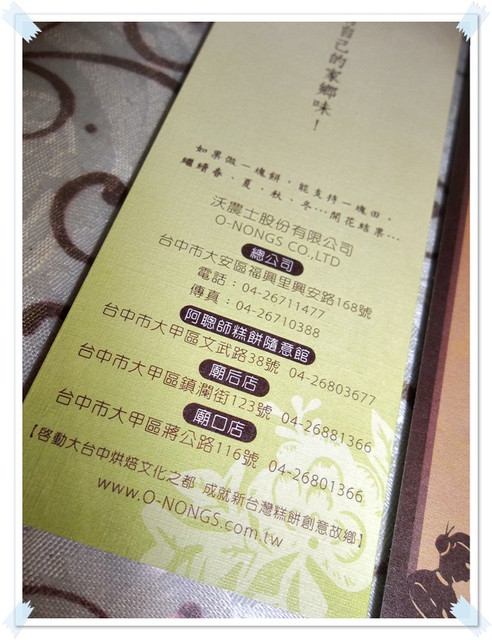 自己的家鄉味！
如果做一塊餅，能支持一塊田，
繼續春、夏、秋、冬…開花結果…
沃農士股份有限公司
O-NONGS CO.,LTD
總公司
台中市大安區福興里興安路168號
電話：04-26711477
傳真：04-26710388
阿聰師糕餅隨意館
台中市大甲區文武路38號 04-26803677
廟后店
台中市大甲區鎮瀾街123號 04-26881366
廟口店
台中市大甲區蔣公路116號 04-26801366
【啓動大台中烘焙文化之都 成就新台灣糕餅創意故鄉】
www.O-NONGS.com.tw